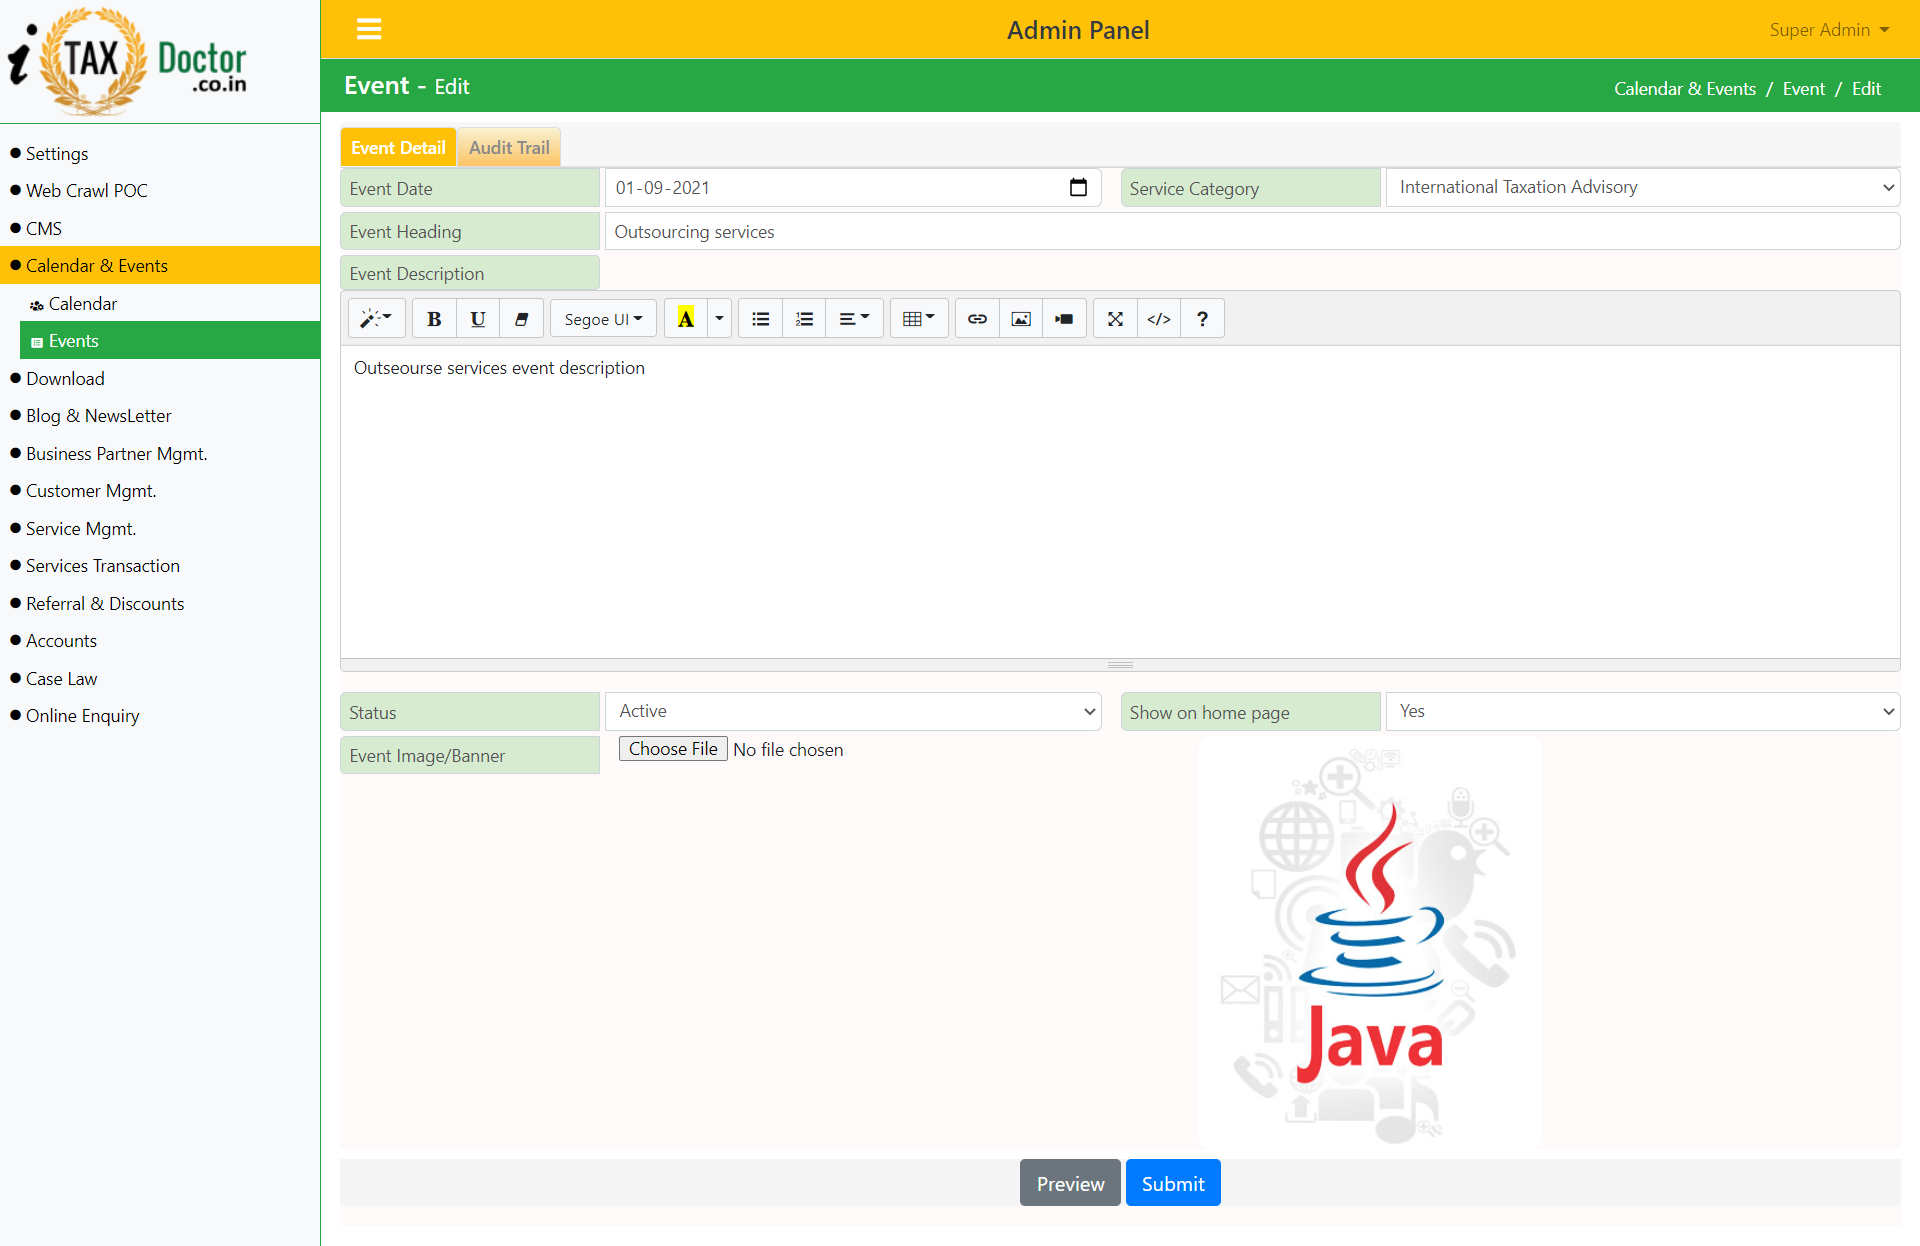 i TAX Doctor
.co.in
Admin Panel
Super Admin
Event - Edit
Calendar & Events / Event / Edit
Settings
Web Crawl POC
CMS
Calendar & Events
Calendar
Events
Download
Blog & NewsLetter
Business Partner Mgmt.
Customer Mgmt.
Service Mgmt.
Services Transaction
Referral & Discounts
Accounts
Case Law
Online Enquiry
Event Detail Audit Trail
Event Date 01-09-2021 Service Category International Taxation Advisory
Event Heading Outsourcing services
Event Description
B U Segoe UI A </> ?
Outseourse services event description
Status Active Show on home page Yes
Event Image/Banner Choose File No file chosen
Java
Preview Submit